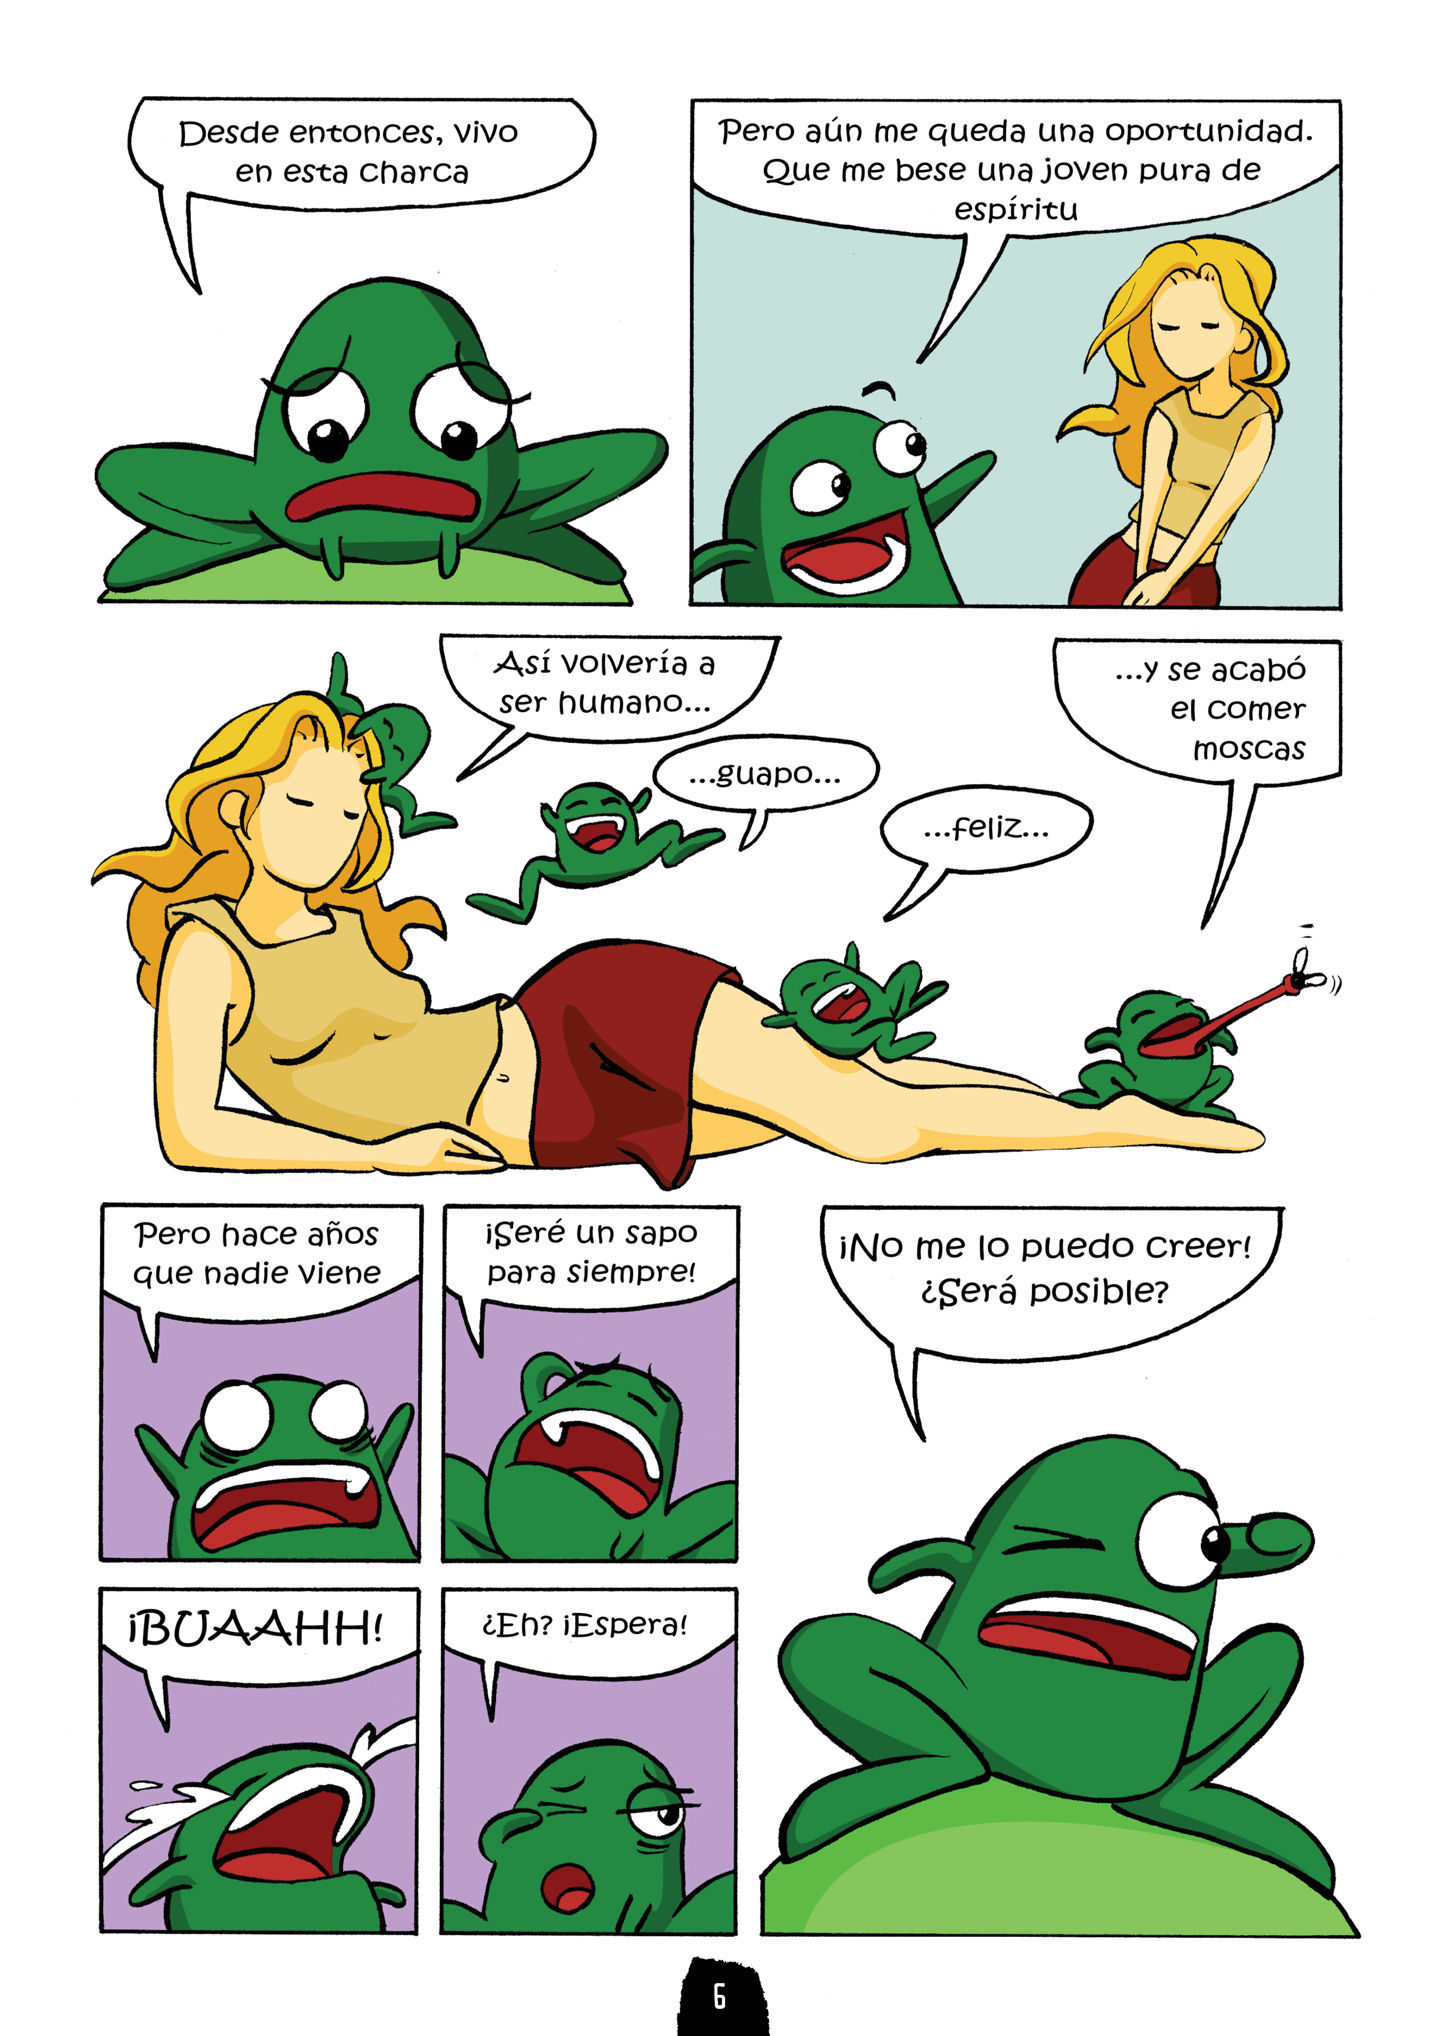 Desde entonces, vivo
en esta charca
Pero aún me queda una oportunidad.
Que me bese una joven pura de
espíritu
Así volvería a
ser humano...
...guapo...
...feliz...
...y se acabó
el comer
moscas
Pero hace años
que nadie viene
¡Seré un sapo
para siempre!
¡BUAAHH!
¿Eh? ¡Espera!
¡No me lo puedo creer!
¿Será posible?
6